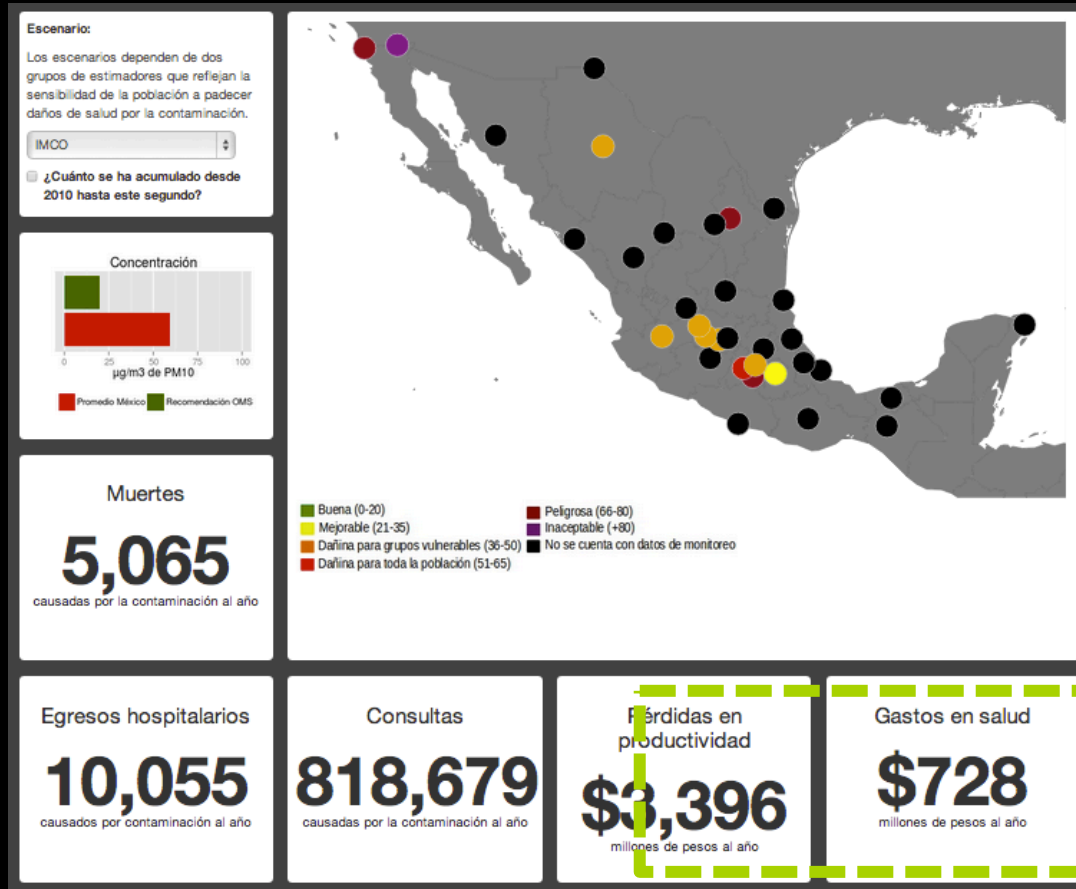 Escenario:
Los escenarios dependen de dos
grupos de estimadores que reflejan la
sensibilidad de la población a padecer
daños de salud por la contaminación.
IMCO
¿Cuánto se ha acumulado desde
2010 hasta este segundo?
Concentración
0 25 50 75 100
µg/m3 de PM10
Promedio México Recomendación OMS
Muertes
5,065
causadas por la contaminación al año
Buena (0-20)
Mejorable (21-35)
Dañina para grupos vulnerables (36-50)
Dañina para toda la población (51-65)
Peligrosa (66-80)
Inaceptable (+80)
No se cuenta con datos de monitoreo
Egresos hospitalarios
10,055
causados por contaminación al año
Consultas
818,679
causadas por la contaminación al año
Pérdidas en
productividad
$3,396
millones de pesos al año
Gastos en salud
$728
millones de pesos al año